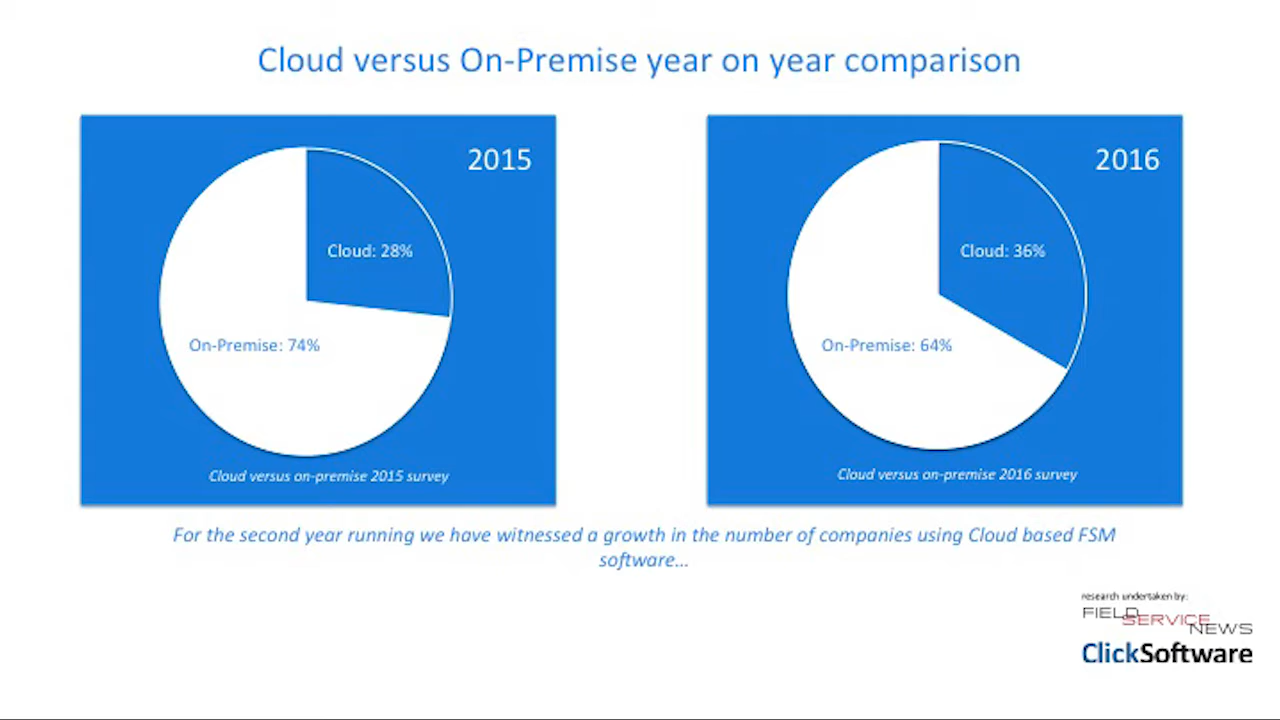 Cloud versus On-Premise year on year comparison
2015
Cloud: 28%
On-Premise: 74%
Cloud versus on-premise 2015 survey
2016
Cloud: 36%
On-Premise: 64%
Cloud versus on-premise 2016 survey
For the second year running we have witnessed a growth in the number of companies using Cloud based FSM
software...
research undertaken by:
FIELD
SERVICE
NEWS
ClickSoftware